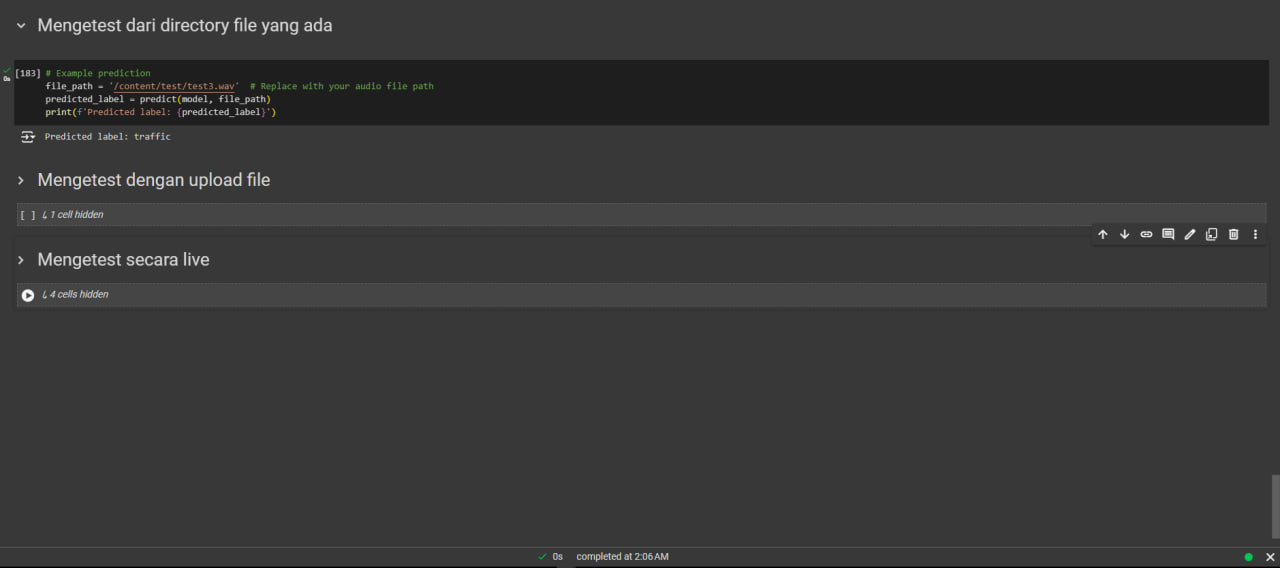 Mengetest dari directory file yang ada
[183] # Example prediction
0s file_path = '/content/test/test3.wav' # Replace with your audio file path
predicted_label = predict(model, file_path)
print(f'Predicted label: {predicted_label}')
Predicted label: traffic
Mengetest dengan upload file
[ ] ↳ 1 cell hidden
Mengetest secara live
↳ 4 cells hidden
0s completed at 2:06 AM